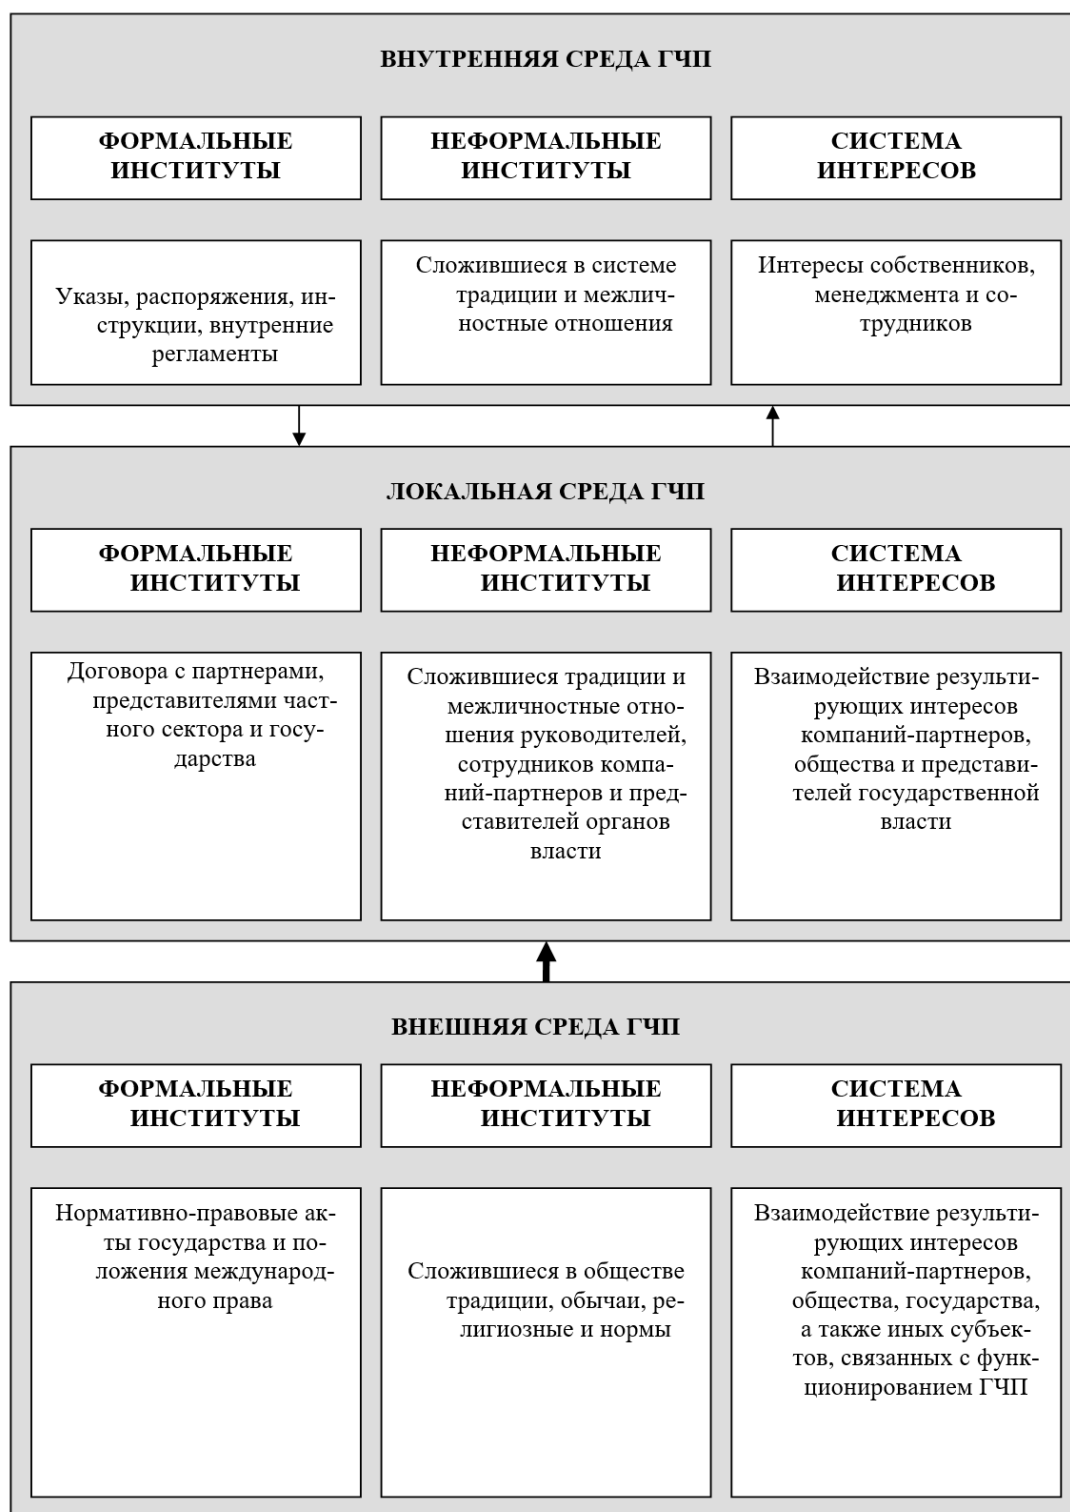 ВНУТРЕННЯЯ СРЕДА ГЧП
ФОРМАЛЬНЫЕ
ИНСТИТУТЫ
НЕФОРМАЛЬНЫЕ
ИНСТИТУТЫ
СИСТЕМА
ИНТЕРЕСОВ
Указы, распоряжения, ин-
струкции, внутренние
регламенты
Сложившиеся в системе
традиции и межлич-
ностные отношения
Интересы собственников,
менеджмента и со-
трудников
ЛОКАЛЬНАЯ СРЕДА ГЧП
ФОРМАЛЬНЫЕ
ИНСТИТУТЫ
НЕФОРМАЛЬНЫЕ
ИНСТИТУТЫ
СИСТЕМА
ИНТЕРЕСОВ
Договора с партнерами,
представителями част-
ного сектора и госу-
дарства
Сложившиеся традиции и
межличностные отно-
шения руководителей,
сотрудников компа-
ний-партнеров и пред-
ставителей органов
власти
Взаимодействие результи-
рующих интересов
компаний-партнеров,
общества и представи-
телей государственной
власти
ВНЕШНЯЯ СРЕДА ГЧП
ФОРМАЛЬНЫЕ
ИНСТИТУТЫ
НЕФОРМАЛЬНЫЕ
ИНСТИТУТЫ
СИСТЕМА
ИНТЕРЕСОВ
Нормативно-правовые ак-
ты государства и по-
ложения международ-
ного права
Сложившиеся в обществе
традиции, обычаи, ре-
лигиозные и нормы
Взаимодействие результи-
рующих интересов
компаний-партнеров,
общества, государства,
а также иных субъек-
тов, связанных с функ-
ционированием ГЧП